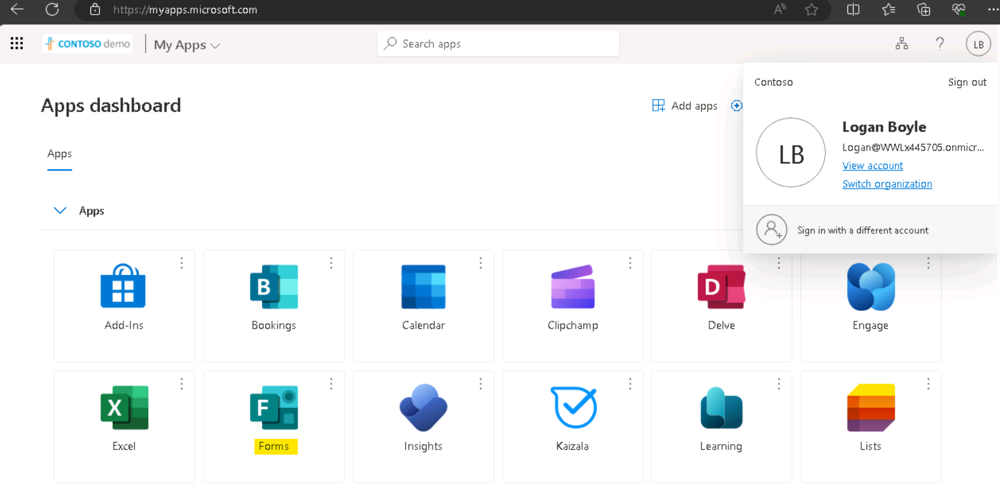 https://myapps.microsoft.com
CONTOSO demo
My Apps
Search apps
LB
Contoso
Sign out
Apps dashboard
Add apps
LB
Logan Boyle
Logan@WWLx445705.onmicr...
View account
Switch organization
Sign in with a different account
Apps
Apps
Add-Ins
B
Bookings
Calendar
Clipchamp
D
Delve
Engage
X
Excel
F
Forms
Insights
Kaizala
Learning
Lists